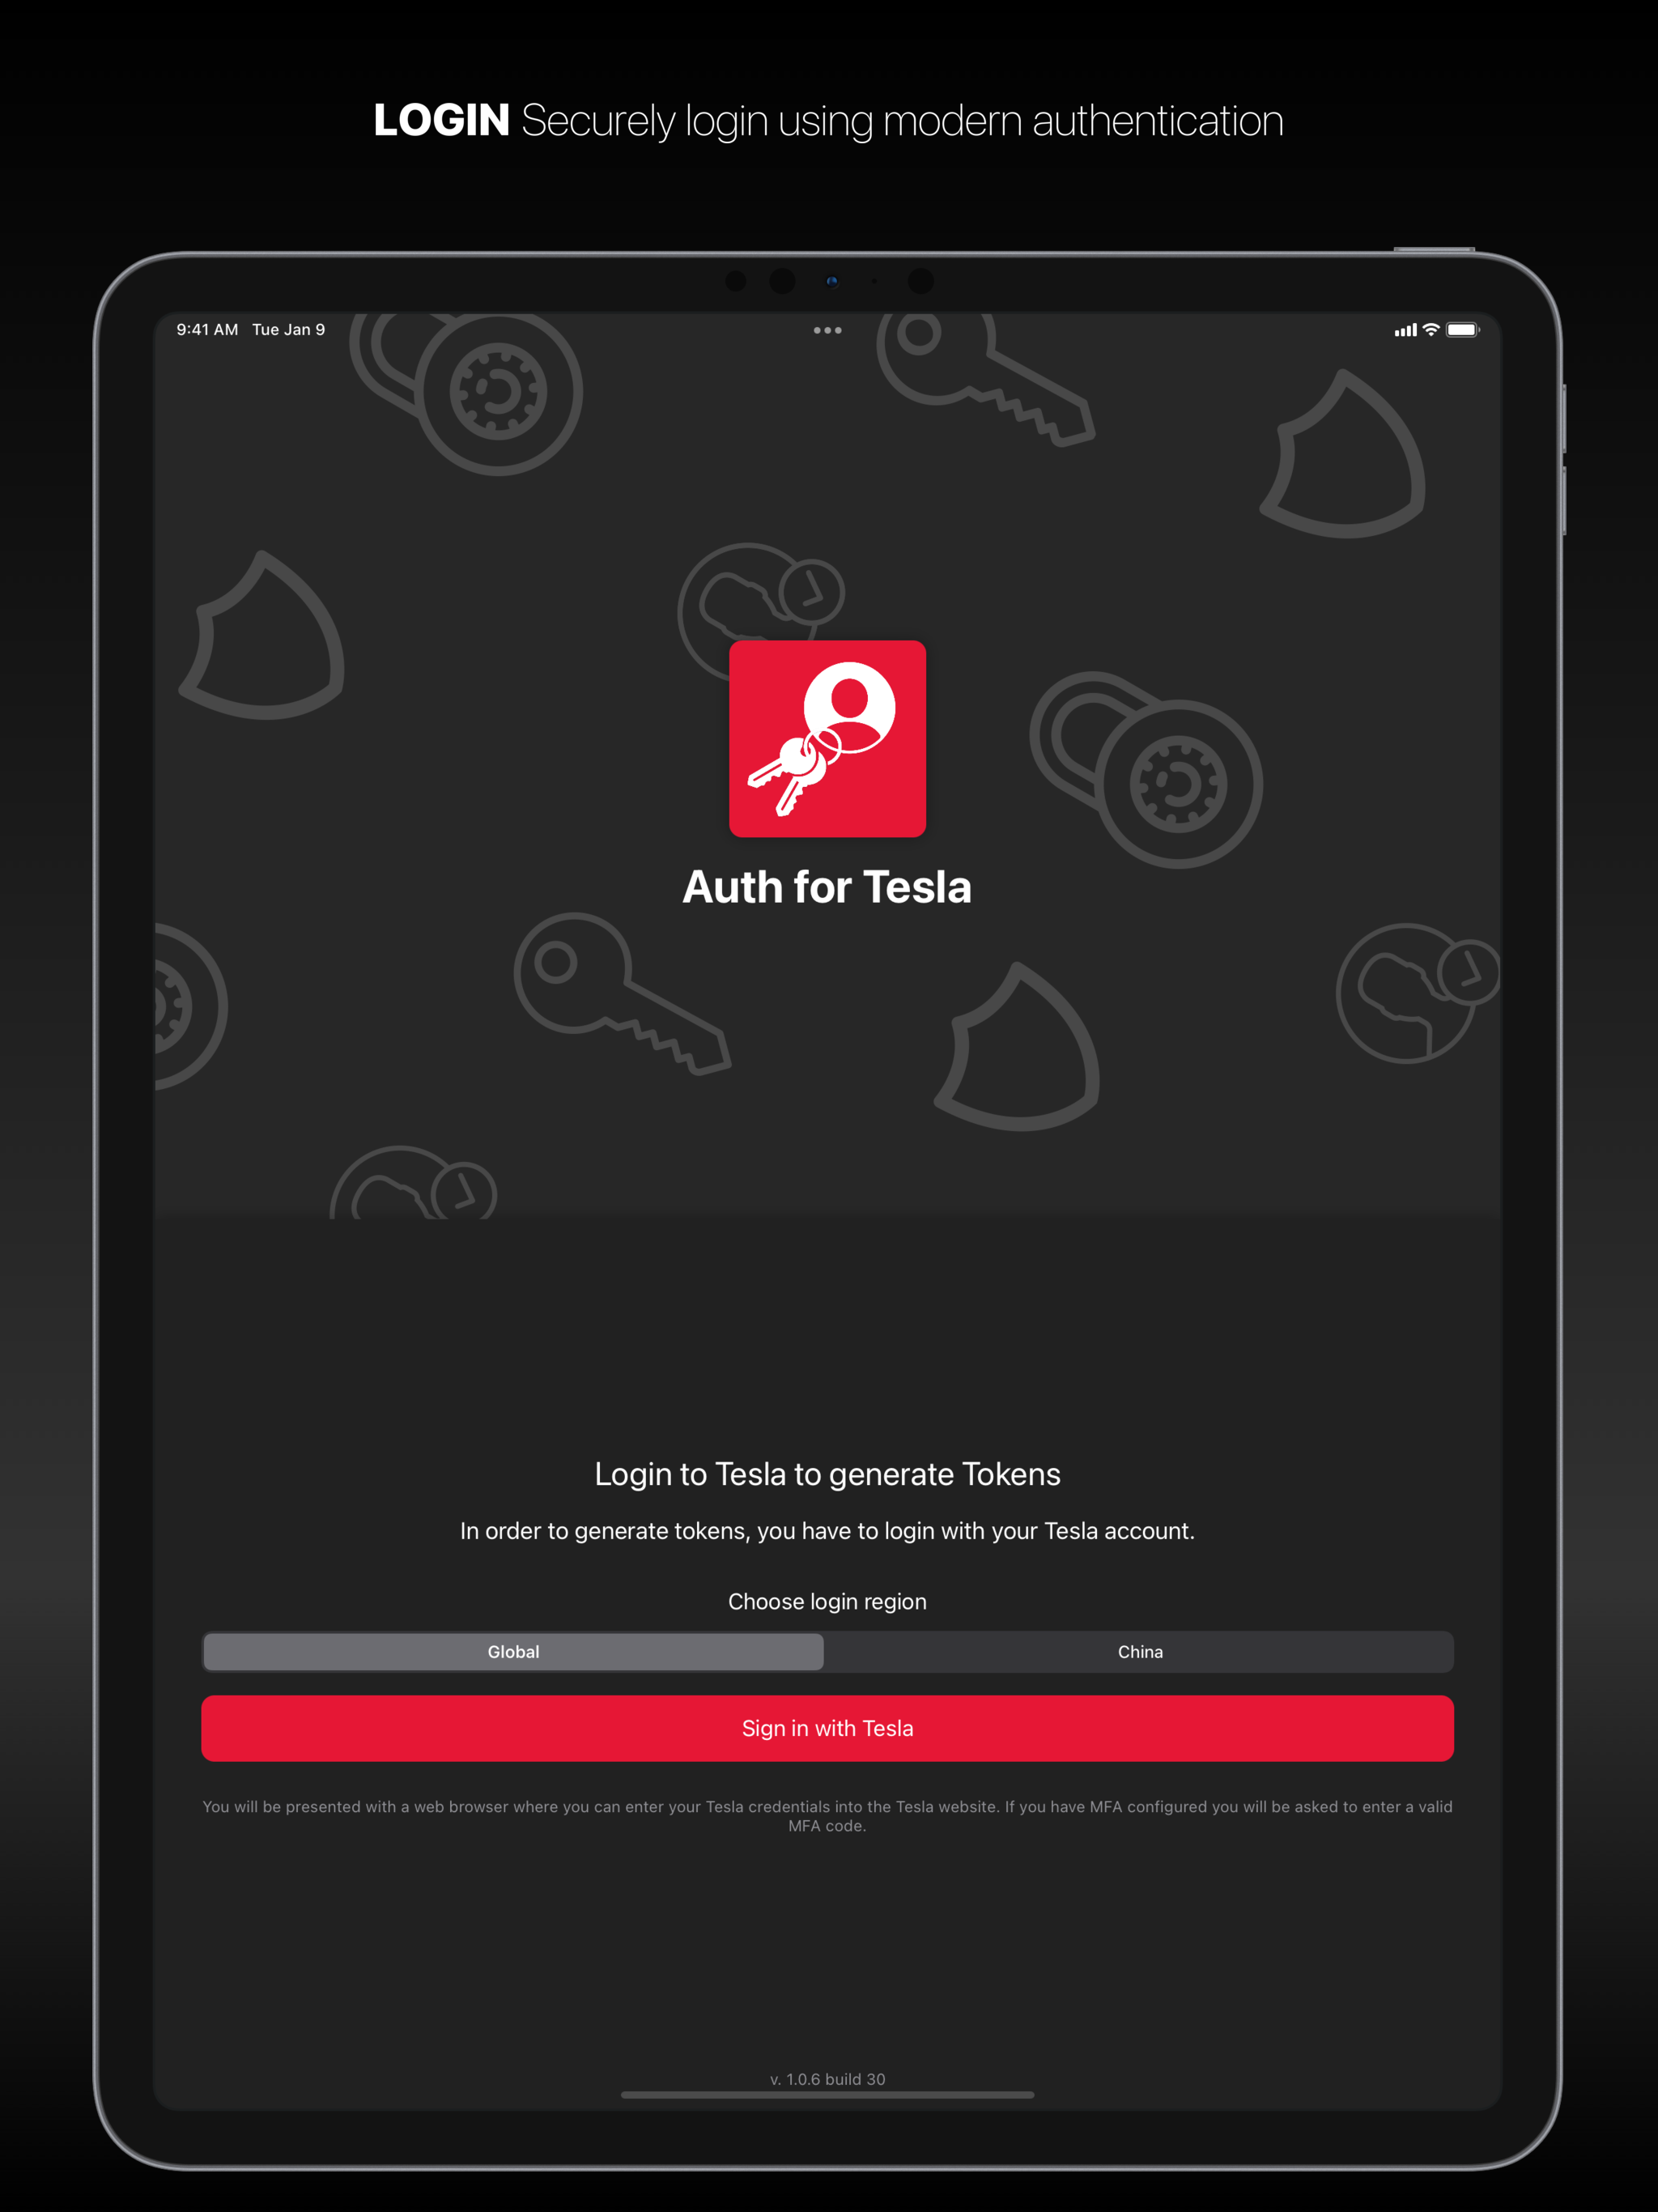 LOGIN Securely login using modern authentication
9:41 AM Tue Jan 9
Auth for Tesla
Login to Tesla to generate Tokens
In order to generate tokens, you have to login with your Tesla account.
Choose login region
Global China
Sign in with Tesla
You will be presented with a web browser where you can enter your Tesla credentials into the Tesla website. If you have MFA configured you will be asked to enter a valid
MFA code.
v. 1.0.6 build 30